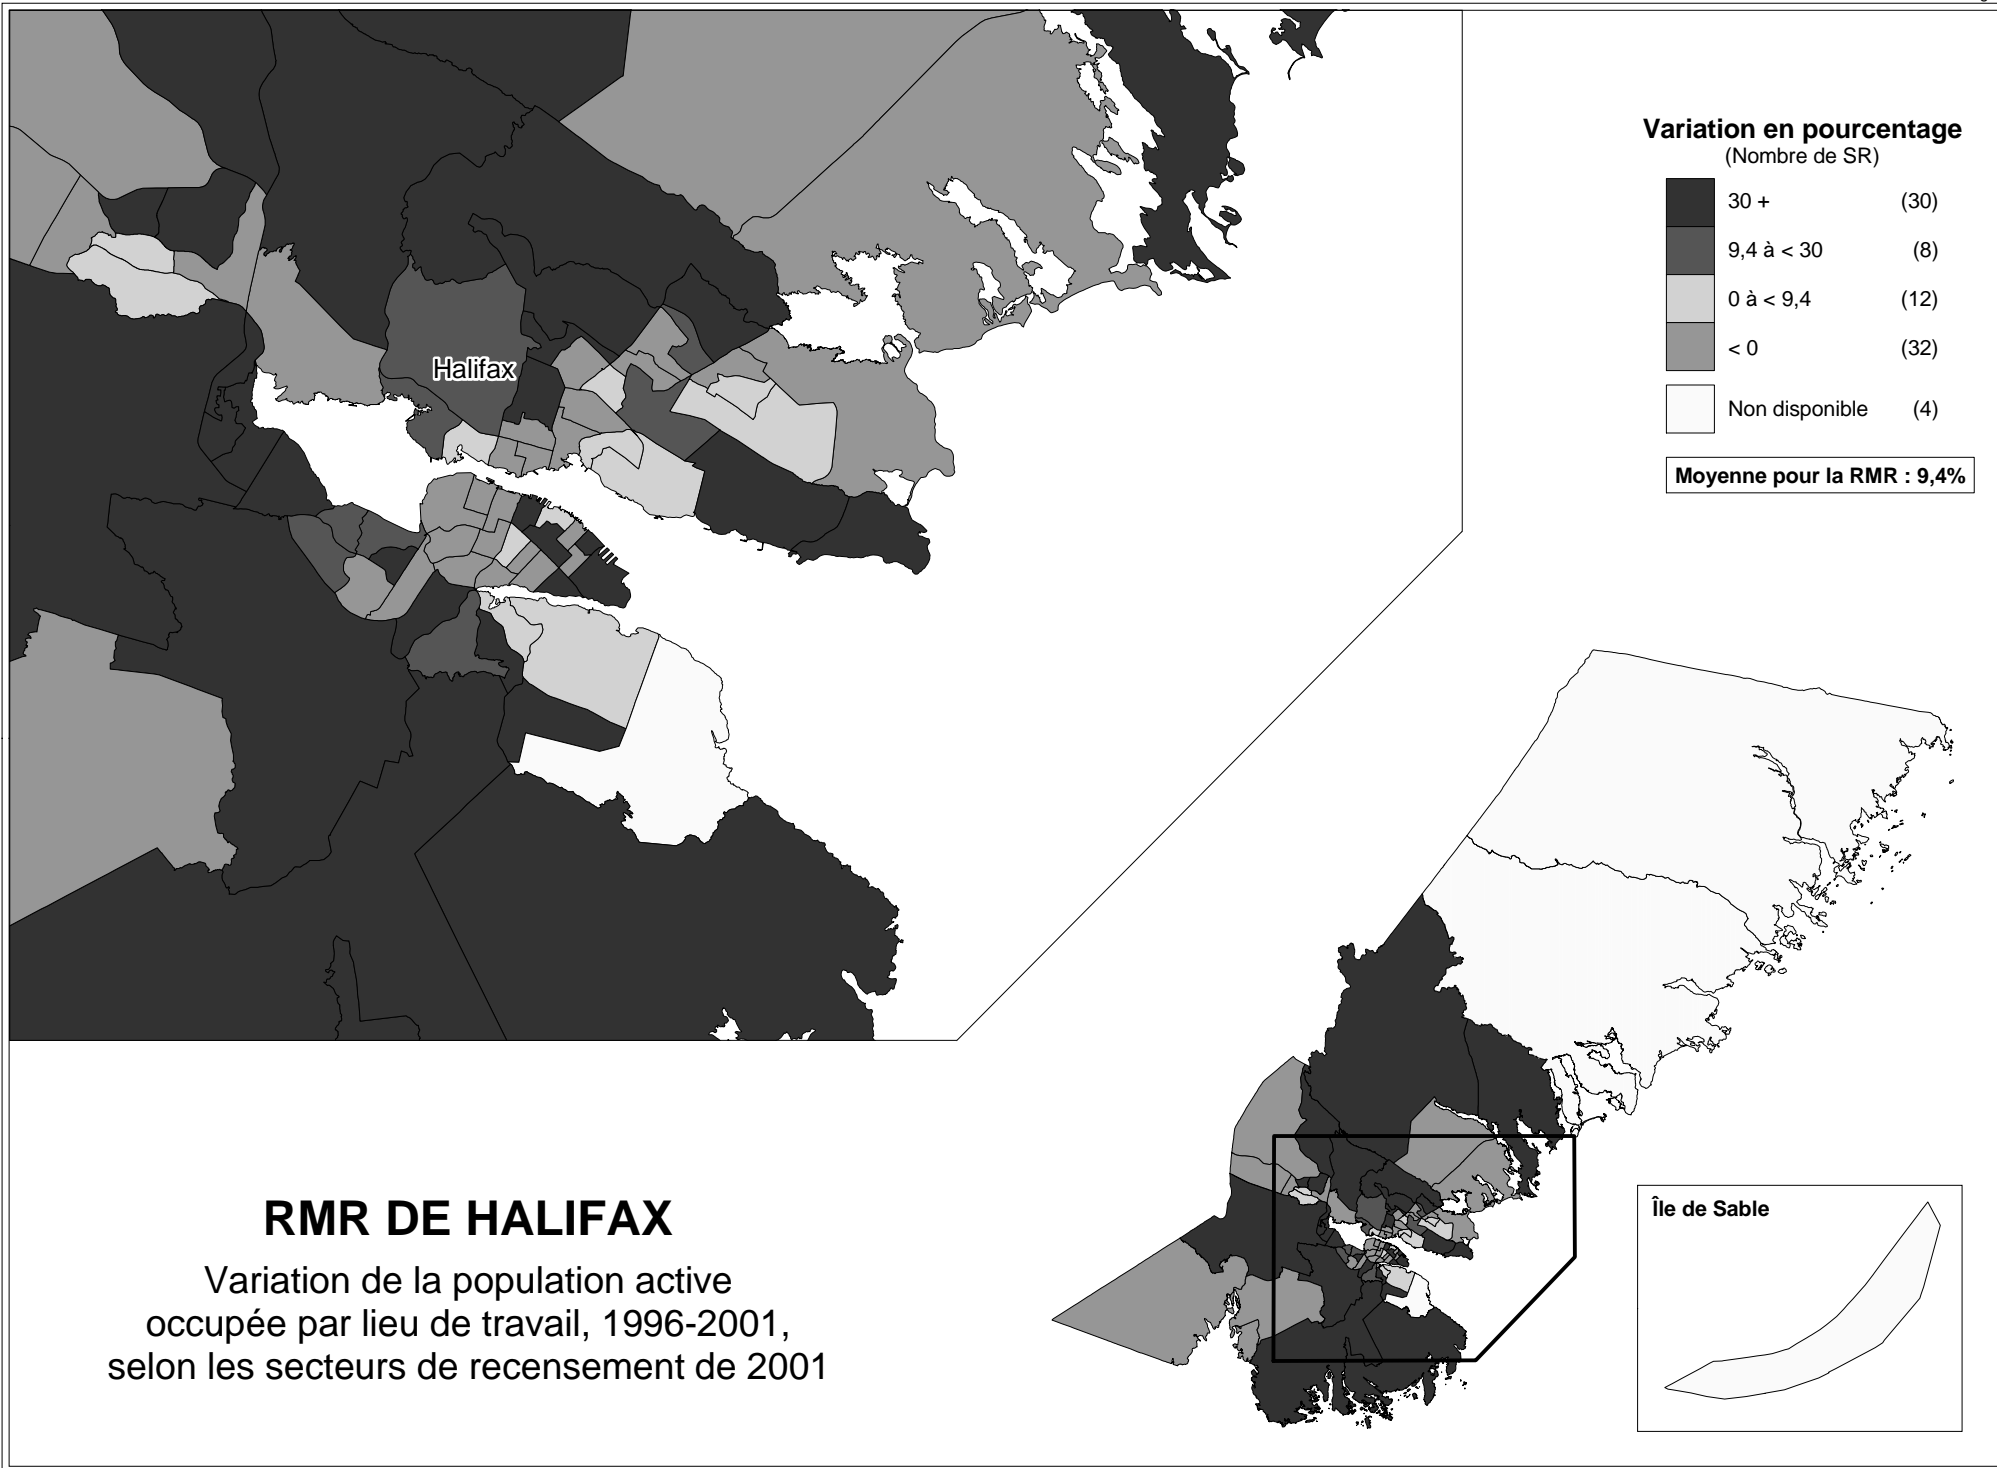 Variation en pourcentage
(Nombre de SR)
30 + (30)
9,4 à < 30 (8)
0 à < 9,4 (12)
< 0 (32)
Non disponible (4)
Moyenne pour la RMR : 9,4%
Halifax
RMR DE HALIFAX
Variation de la population active
occupée par lieu de travail, 1996-2001,
selon les secteurs de recensement de 2001
Île de Sable